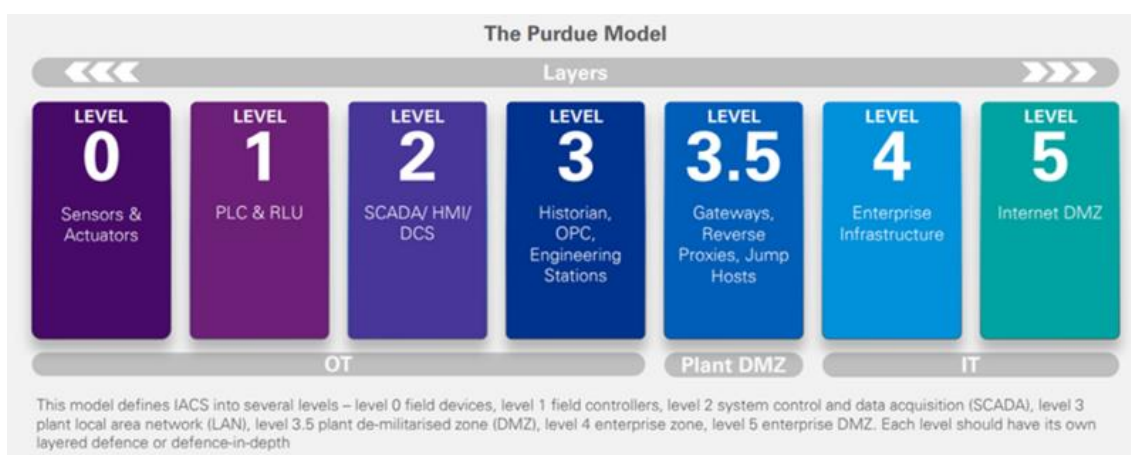 The Purdue Model
Layers
LEVEL
0
Sensors &
Actuators
LEVEL
1
PLC & RLU
LEVEL
2
SCADA/ HMI/
DCS
LEVEL
3
Historian,
OPC,
Engineering
Stations
LEVEL
3.5
Gateways,
Reverse
Proxies, Jump
Hosts
LEVEL
4
Enterprise
Infrastructure
LEVEL
5
Internet DMZ
OT
Plant DMZ
IT
This model defines IACS into several levels – level 0 field devices, level 1 field controllers, level 2 system control and data acquisition (SCADA), level 3
plant local area network (LAN), level 3.5 plant de-militarised zone (DMZ), level 4 enterprise zone, level 5 enterprise DMZ. Each level should have its own
layered defence or defence-in-depth